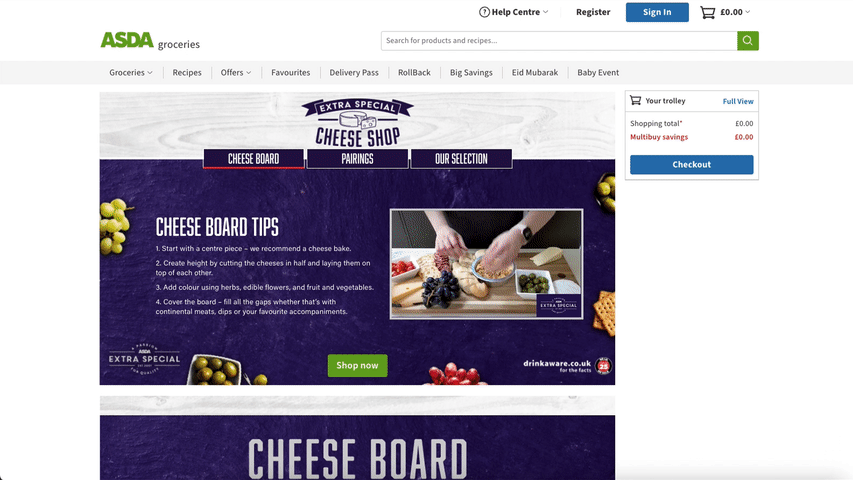 Help Centre
Register
Sign In
£0.00
ASDA groceries
Search for products and recipes...
Groceries
Recipes
Offers
Favourites
Delivery Pass
RollBack
Big Savings
Eid Mubarak
Baby Event
EXTRA SPECIAL
CHEESE SHOP
CHEESE BOARD
PAIRINGS
OUR SELECTION
CHEESE BOARD TIPS
1. Start with a centre piece – we recommend a cheese bake.
2. Create height by cutting the cheeses in half and laying them on
top of each other.
3. Add colour using herbs, edible flowers, and fruit and vegetables.
4. Cover the board – fill all the gaps whether that's with
continental meats, dips or your favourite accompaniments.
EXTRA SPECIAL
A PASSION
ASDA
EXTRA SPECIAL
FOR QUALITY
Shop now
drinkaware.co.uk
for the facts
25
Your trolley
Full View
Shopping total*
£0.00
Multibuy savings
£0.00
Checkout
CHEESE BOARD